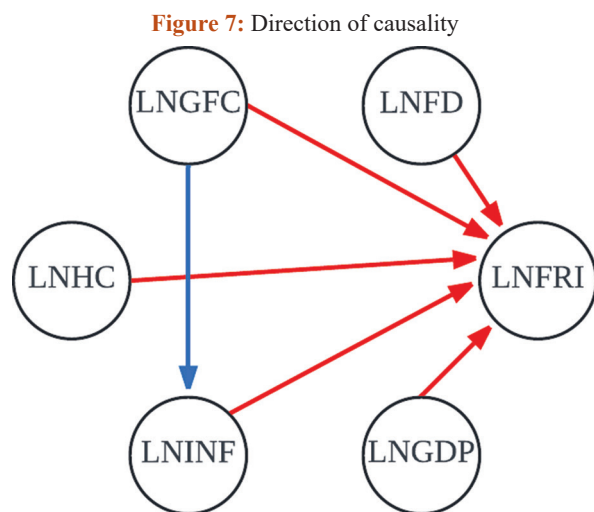 Figure 7: Direction of causality
LNGFC
LNFD
LNHC
LNFRI
LNINF
LNGDP